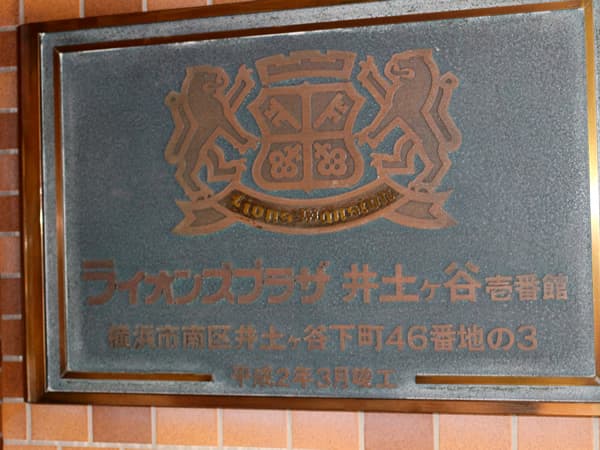 Lions Mansion
ライオンズプラザ 井土ヶ谷壱番館
横浜市南区井土ヶ谷下町46番地の3
平成2年3月竣工